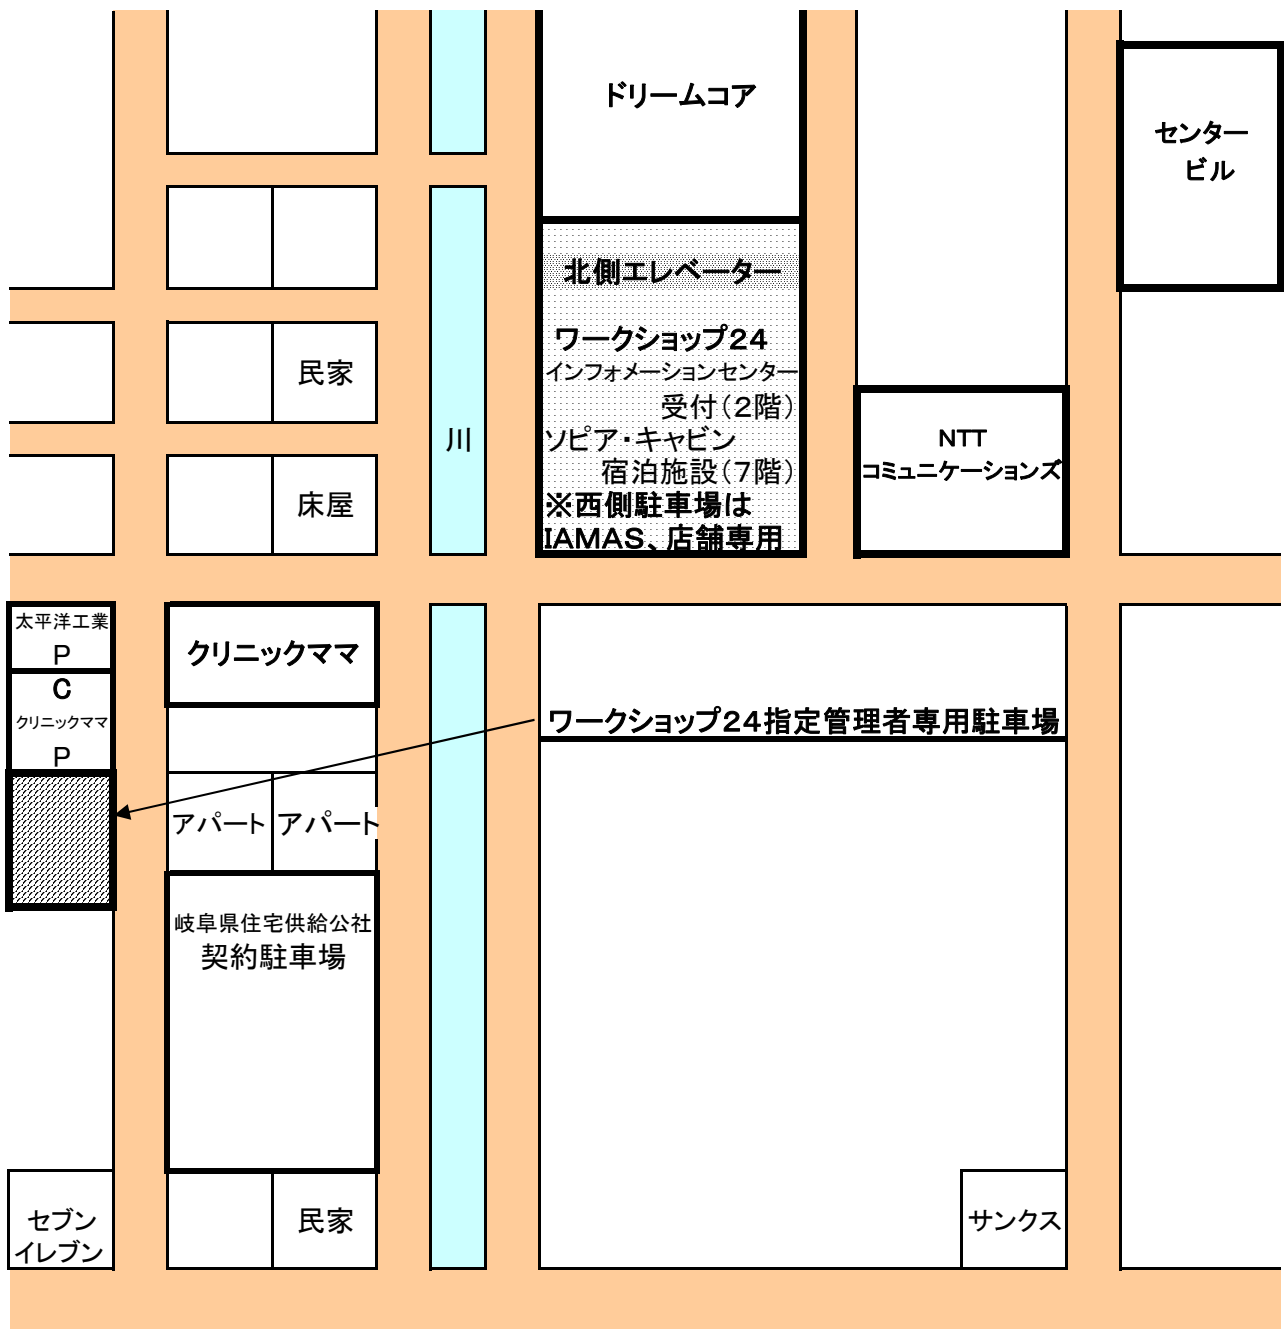 ドリームコア
センター
ビル
北側エレベーター
ワークショップ24
インフォメーションセンター
受付(2階)
ソピア・キャビン
宿泊施設(7階)
※西側駐車場は
IAMAS、店舗専用
民家
床屋
川
NTT
コミュニケーションズ
太平洋工業
P
C
クリニックママ
P
クリニックママ
ワークショップ24指定管理者専用駐車場
アパート
アパート
岐阜県住宅供給公社
契約駐車場
セブン
イレブン
民家
サンクス